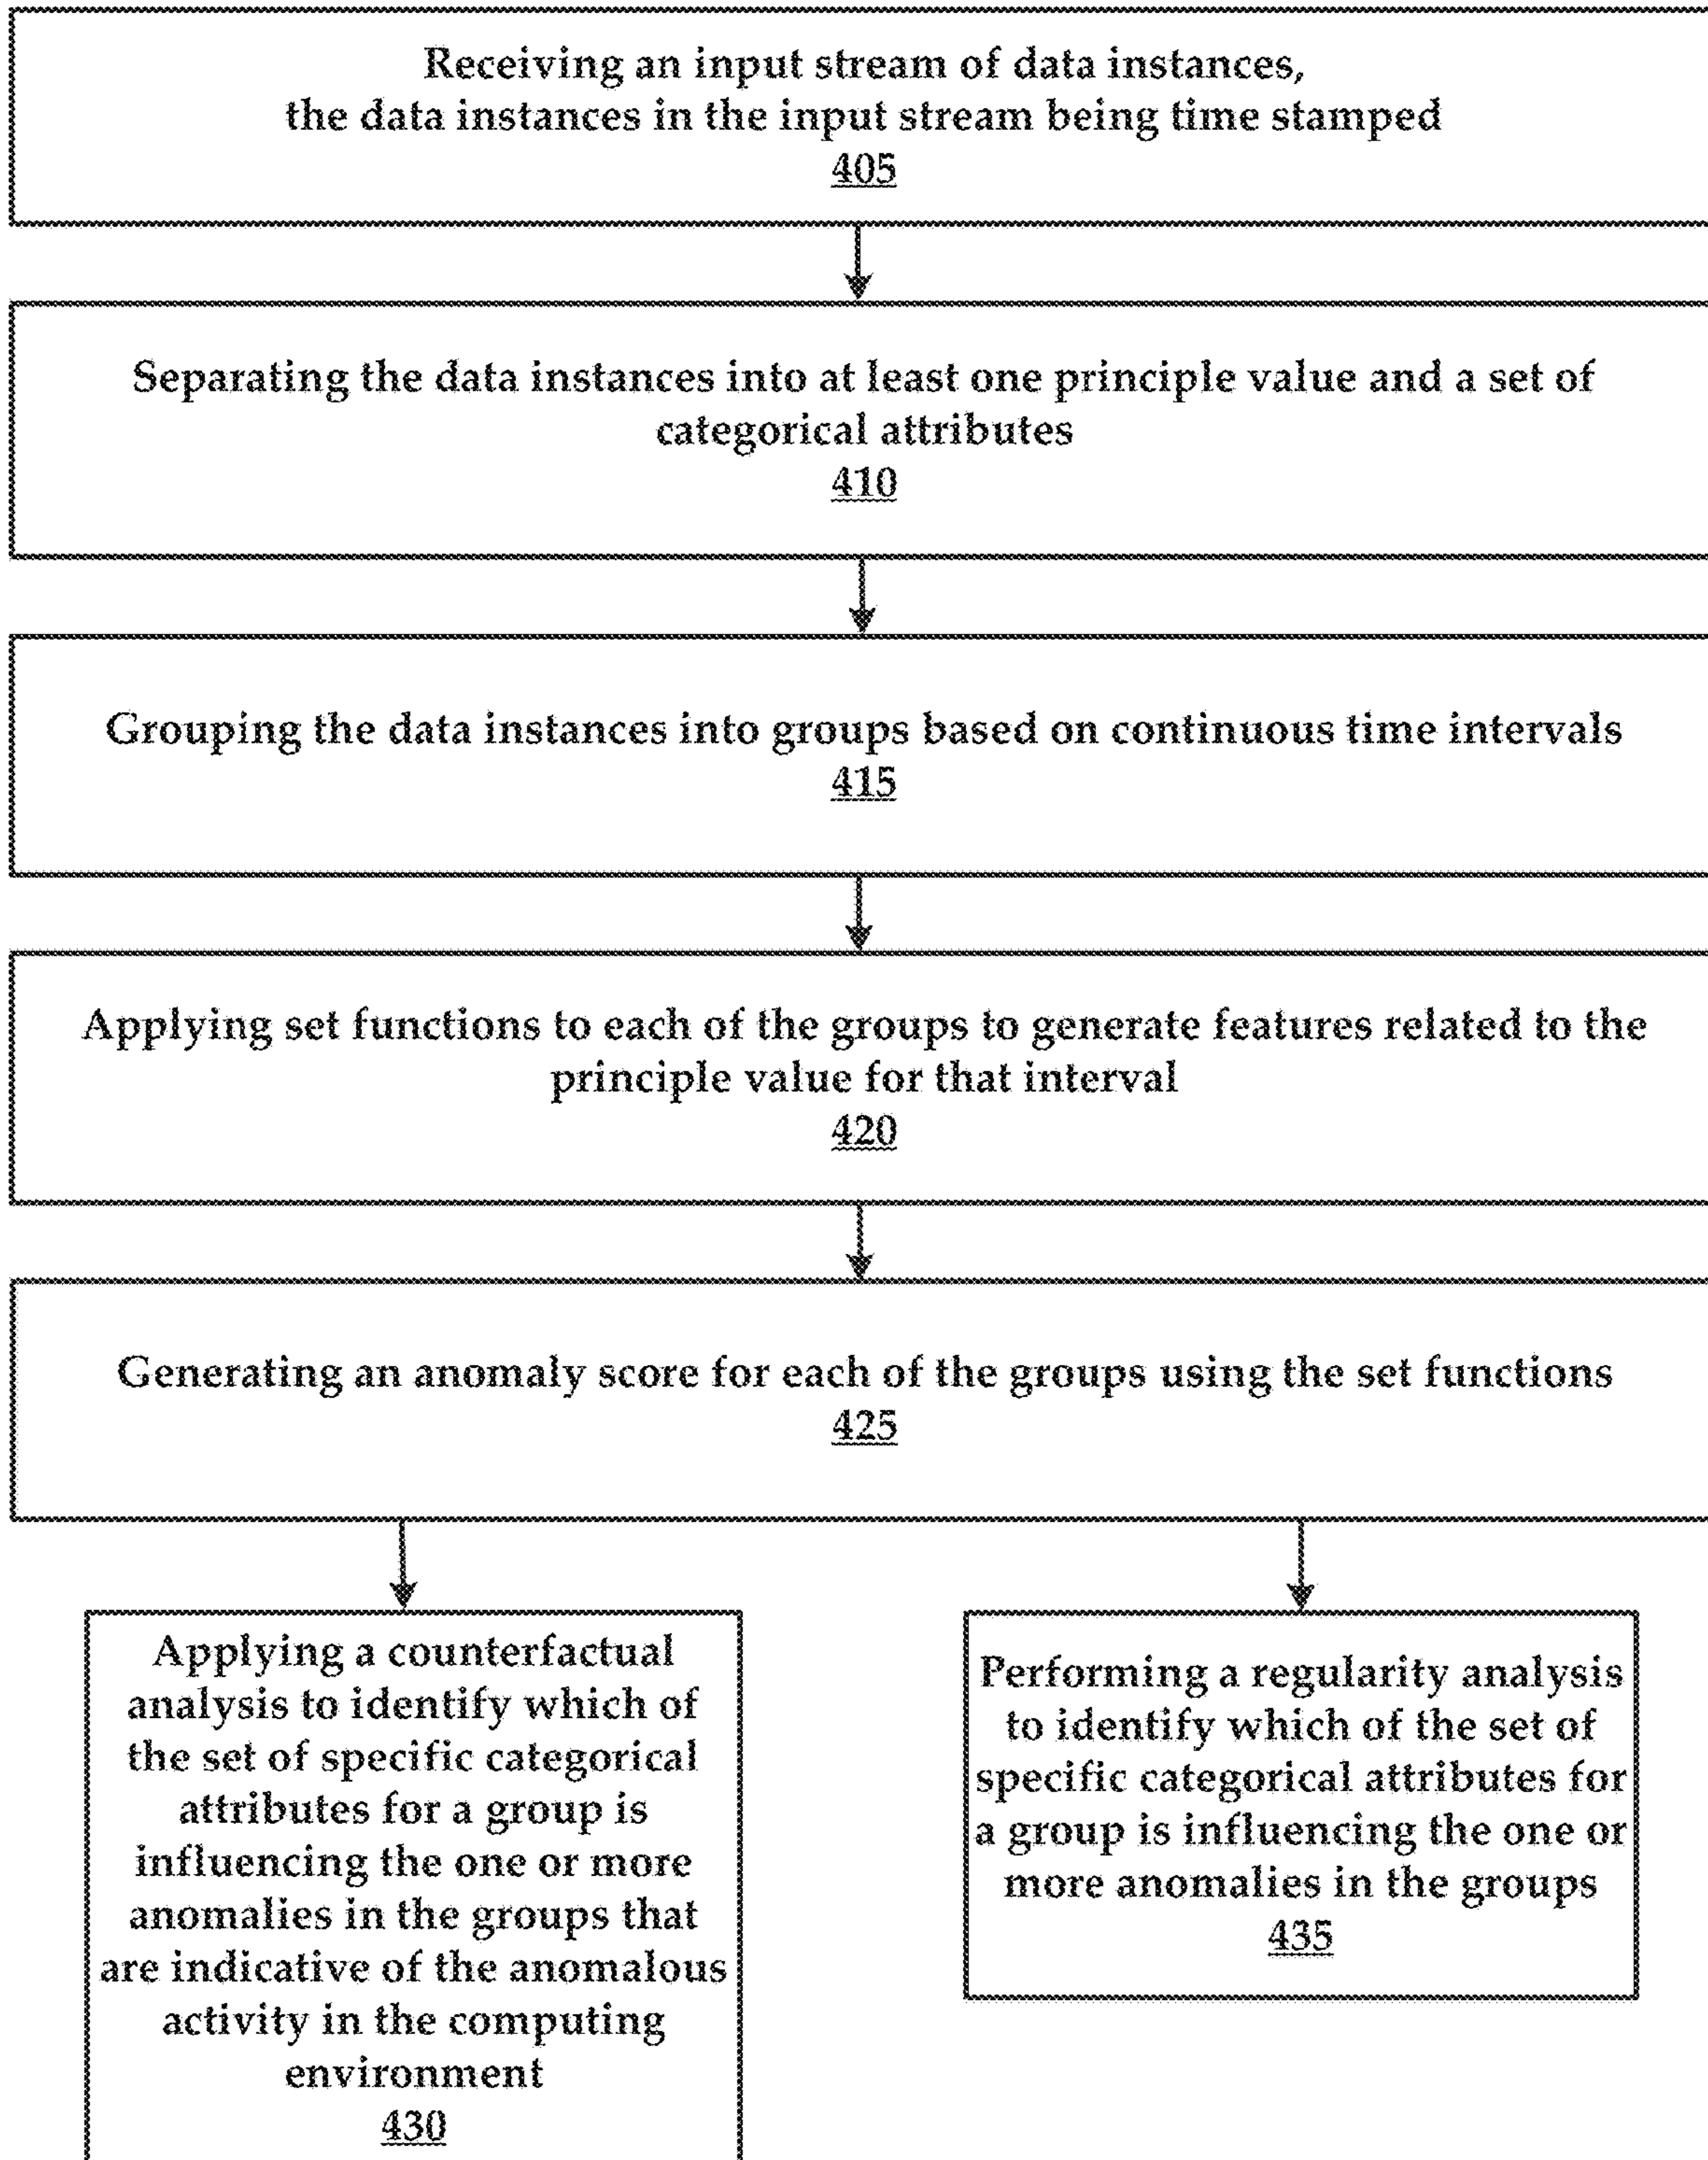 Receiving an input stream of data instances,
the data instances in the input stream being time stamped
405
Separating the data instances into at least one principle value and a set of
categorical attributes
410
Grouping the data instances into groups based on continuous time intervals
415
Applying set functions to each of the groups to generate features related to the
principle value for that interval
420
Generating an anomaly score for each of the groups using the set functions
425
Applying a counterfactual
analysis to identify which of
the set of specific categorical
attributes for a group is
influencing the one or more
anomalies in the groups that
are indicative of the anomalous
activity in the computing
environment
430
Performing a regularity analysis
to identify which of the set of
specific categorical attributes for
a group is influencing the one or
more anomalies in the groups
435